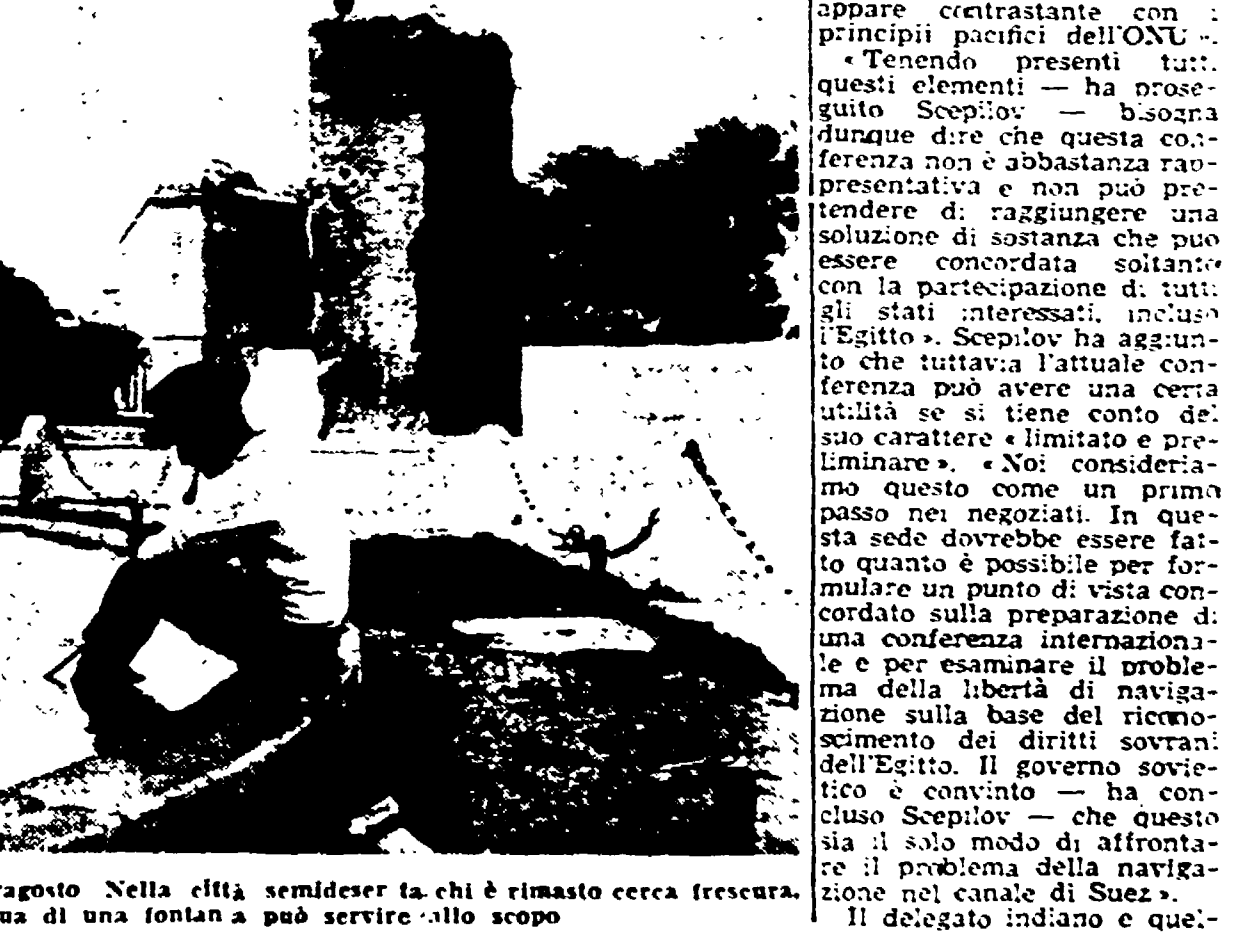 appare contrastante con i
principii pacifici dell'ONU ».
« Tenendo presenti tutti
questi elementi — ha prose-
guito Scepilov — bisogna
dunque dire che questa con-
ferenza non è abbastanza rap-
presentativa e non può pre-
tendere di raggiungere una
soluzione di sostanza che può
essere concordata soltanto
con la partecipazione di tutti
gli stati interessati, incluso
l'Egitto ». Scepilov ha aggiun-
to che tuttavia l'attuale con-
ferenza può avere una certa
utilità se si tiene conto del
suo carattere « limitato e pre-
liminare ». « Noi consideria-
mo questo come un primo
passo nei negoziati. In que-
sta sede dovrebbe essere fat-
to quanto è possibile per for-
mulare un punto di vista con-
cordato sulla preparazione di
una conferenza internaziona-
le e per esaminare il proble-
ma della libertà di naviga-
zione sulla base del ricono-
scimento dei diritti sovrani
dell'Egitto. Il governo sovie-
tico è convinto — ha con-
cluso Scepilov — che questo
sia il solo modo di affronta-
re il problema della naviga-
zione nel canale di Suez ».
Il delegato indiano e quel-
ragosto Nella città semideserta chi è rimasto cerca frescura.
ua di una fontana può servire allo scopo